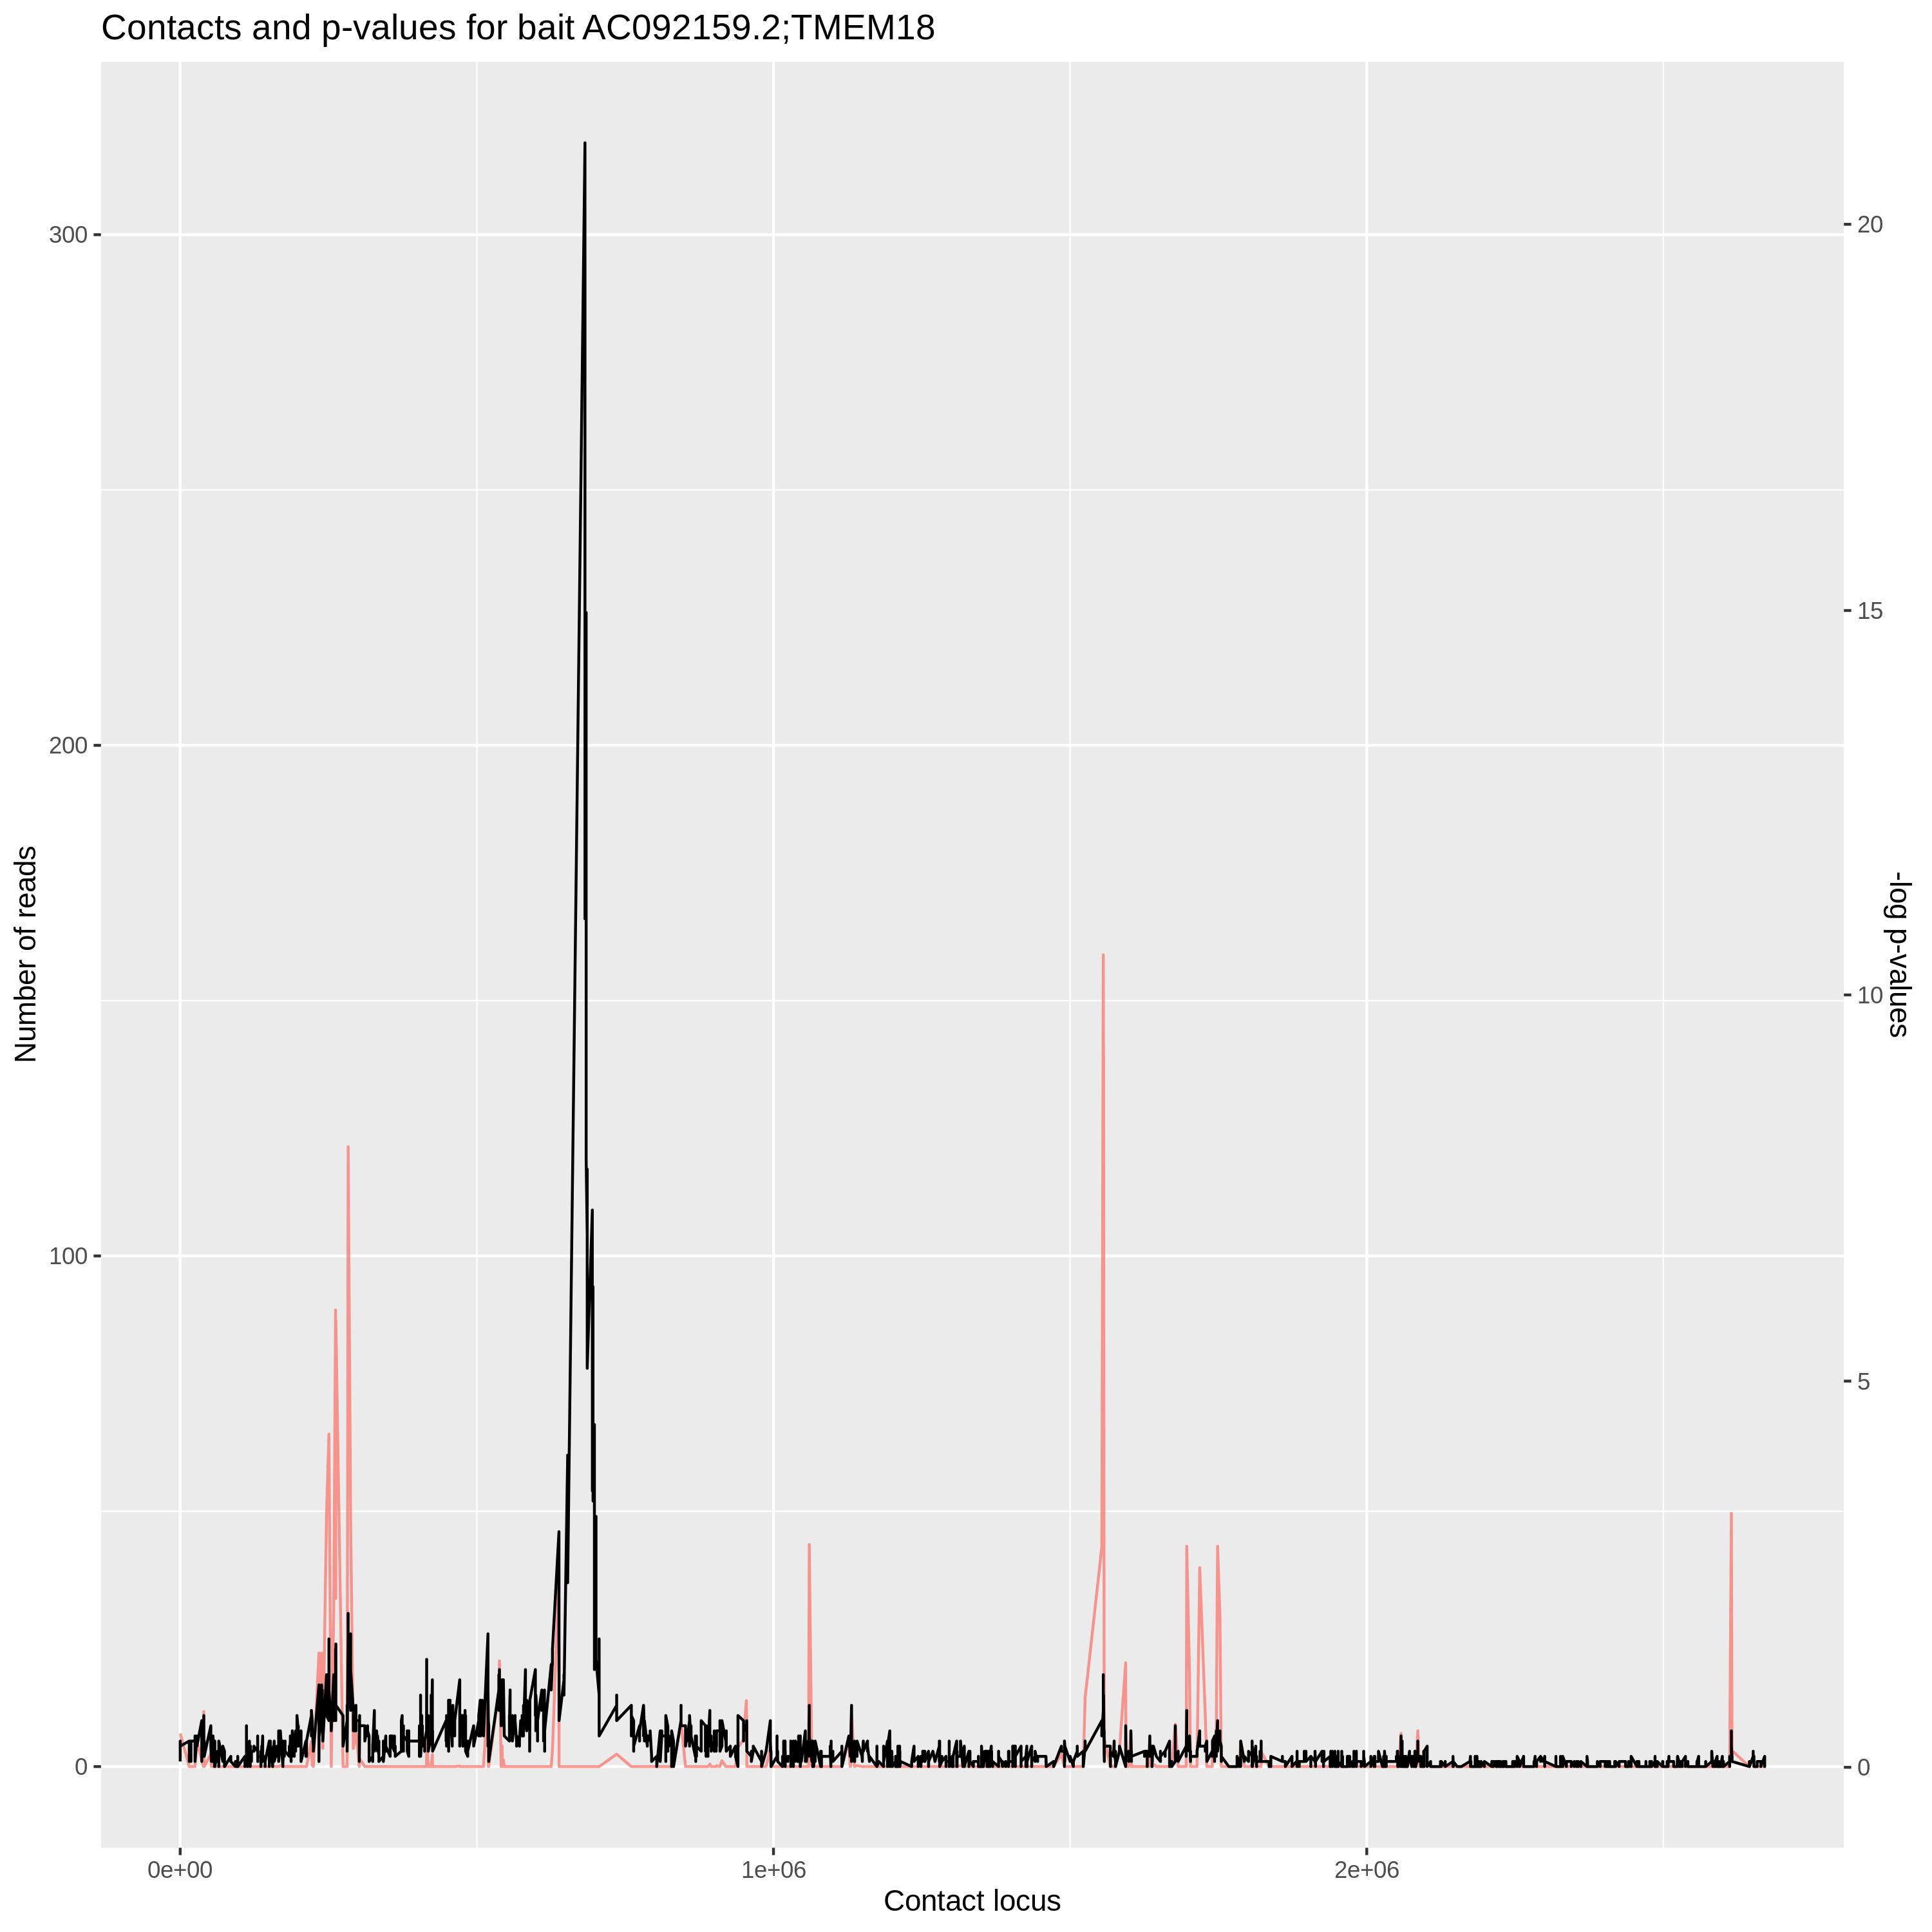 Contacts and p-values for bait AC092159.2;TMEM18
300
200
100
0
Number of reads
20
15
10
5
0
-log p-values
0e+00
1e+06
2e+06
Contact locus